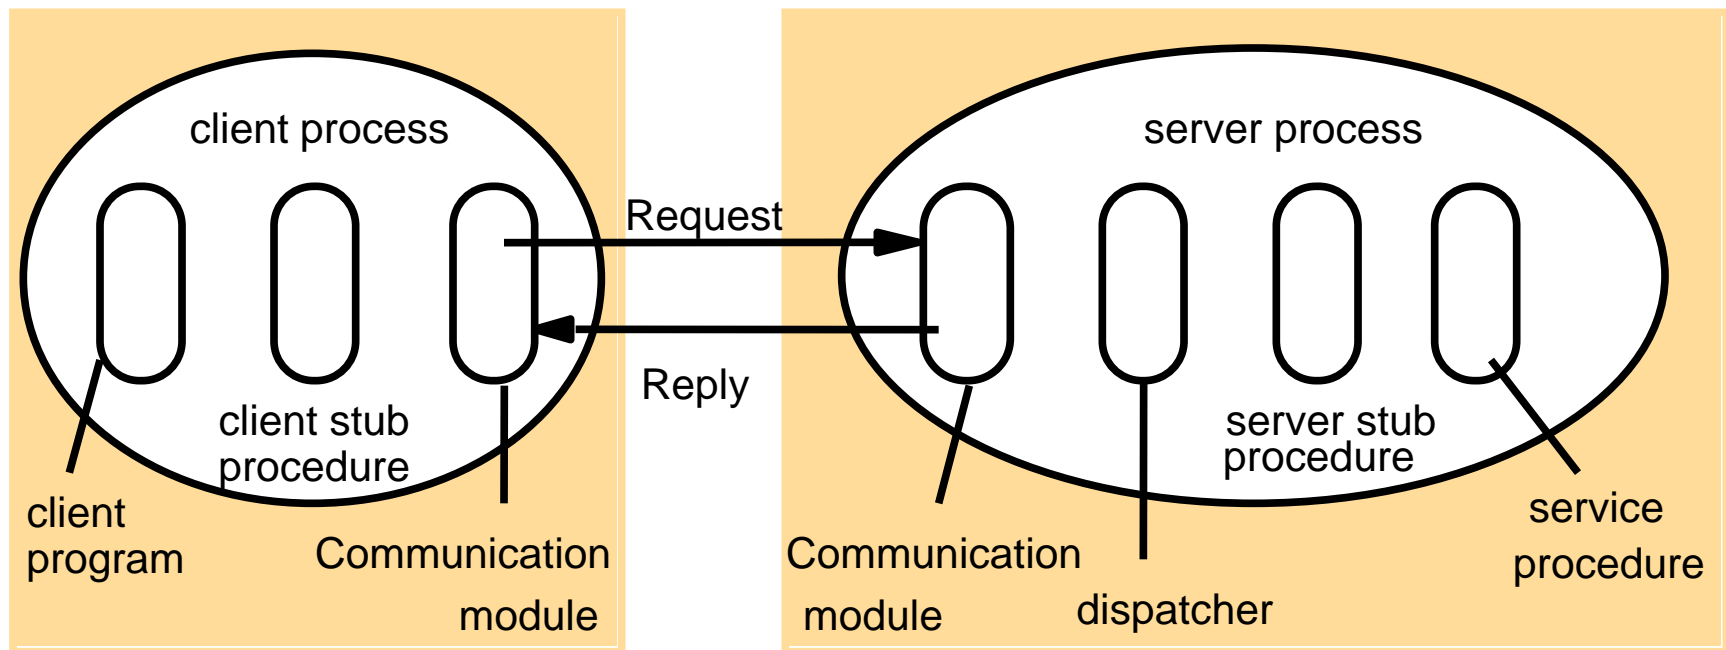 client process
server process
Request
Reply
client stub
procedure
server stub
procedure
client
program
Communication
module
Communication
module
dispatcher
service
procedure